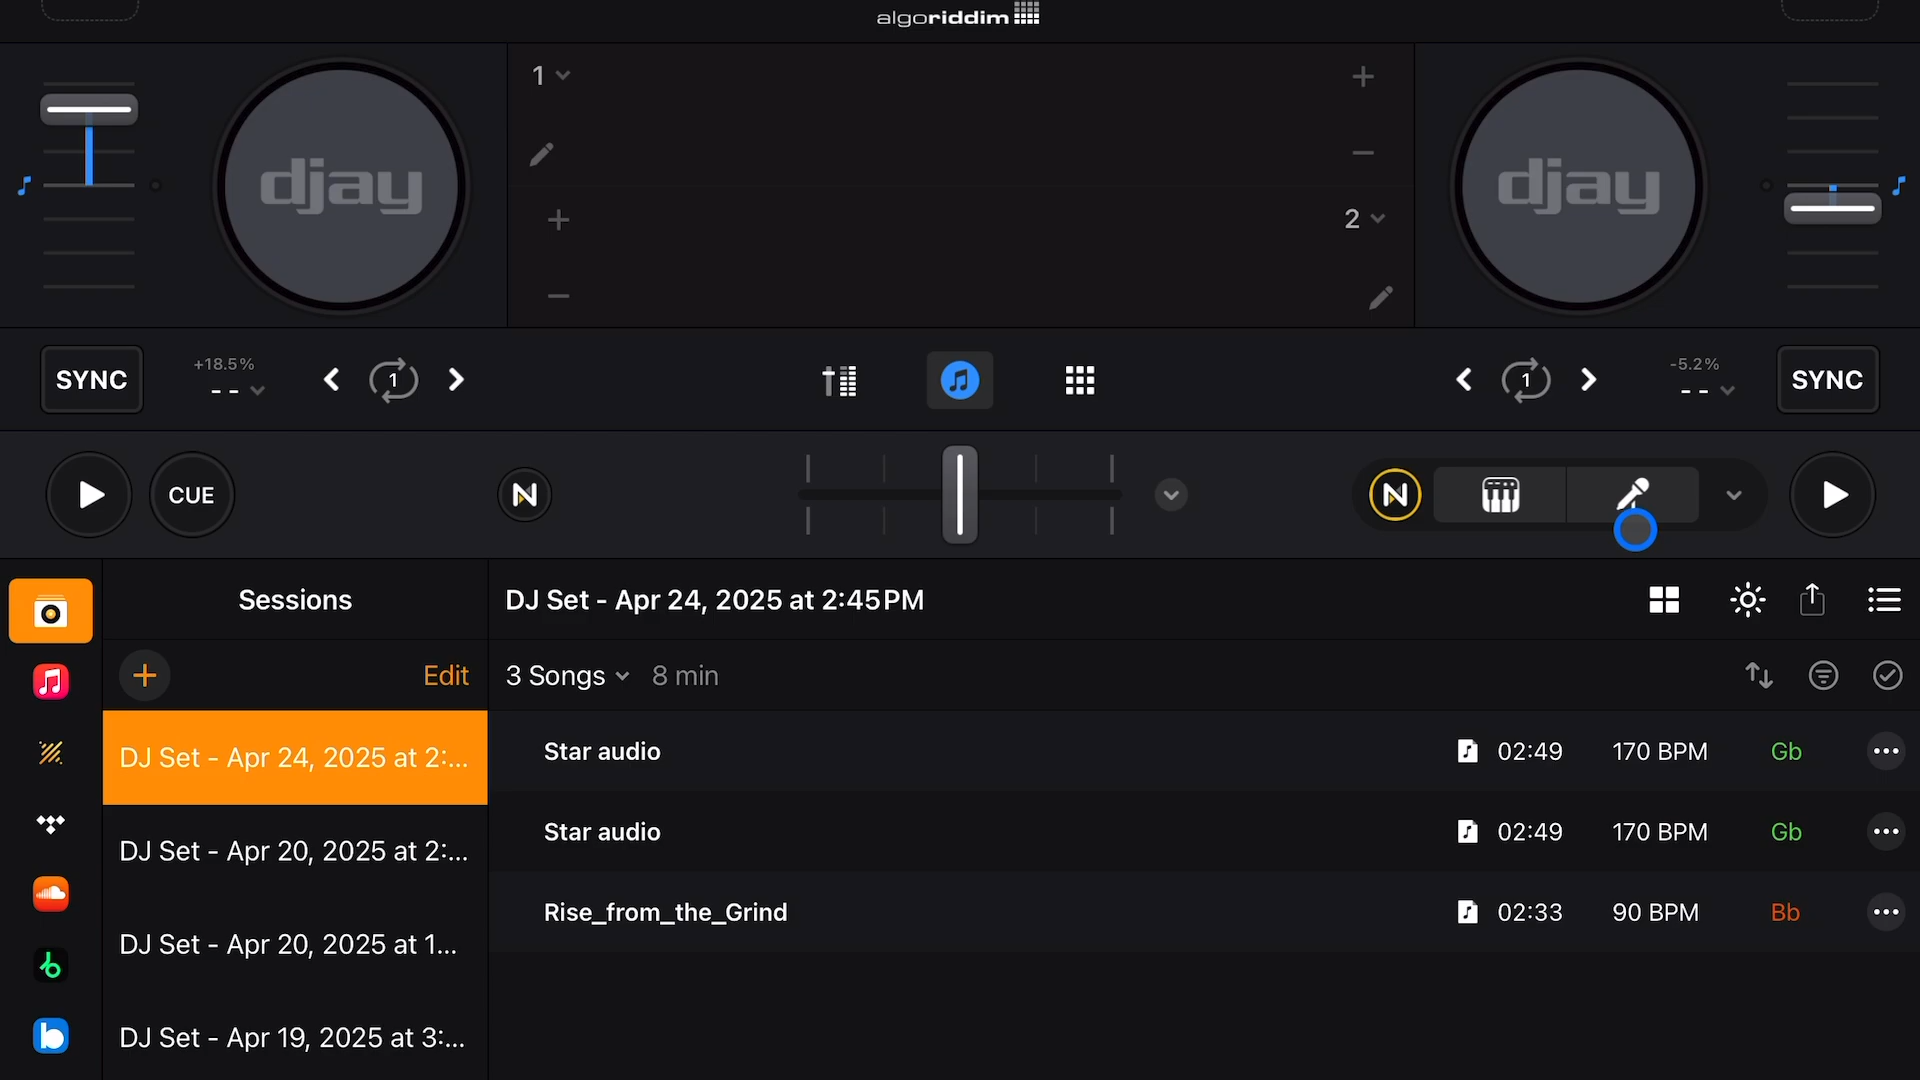 algoriddim
djay
1
2
djay
SYNC
+18.5%
--
1
1
-5.2%
--
SYNC
CUE
N
N
Sessions
DJ Set - Apr 24, 2025 at 2:45 PM
Edit
3 Songs
8 min
DJ Set - Apr 24, 2025 at 2:...
DJ Set - Apr 20, 2025 at 2:...
DJ Set - Apr 20, 2025 at 1...
DJ Set - Apr 19, 2025 at 3:...
Star audio 02:49 170 BPM Gb
Star audio 02:49 170 BPM Gb
Rise_from_the_Grind 02:33 90 BPM Bb